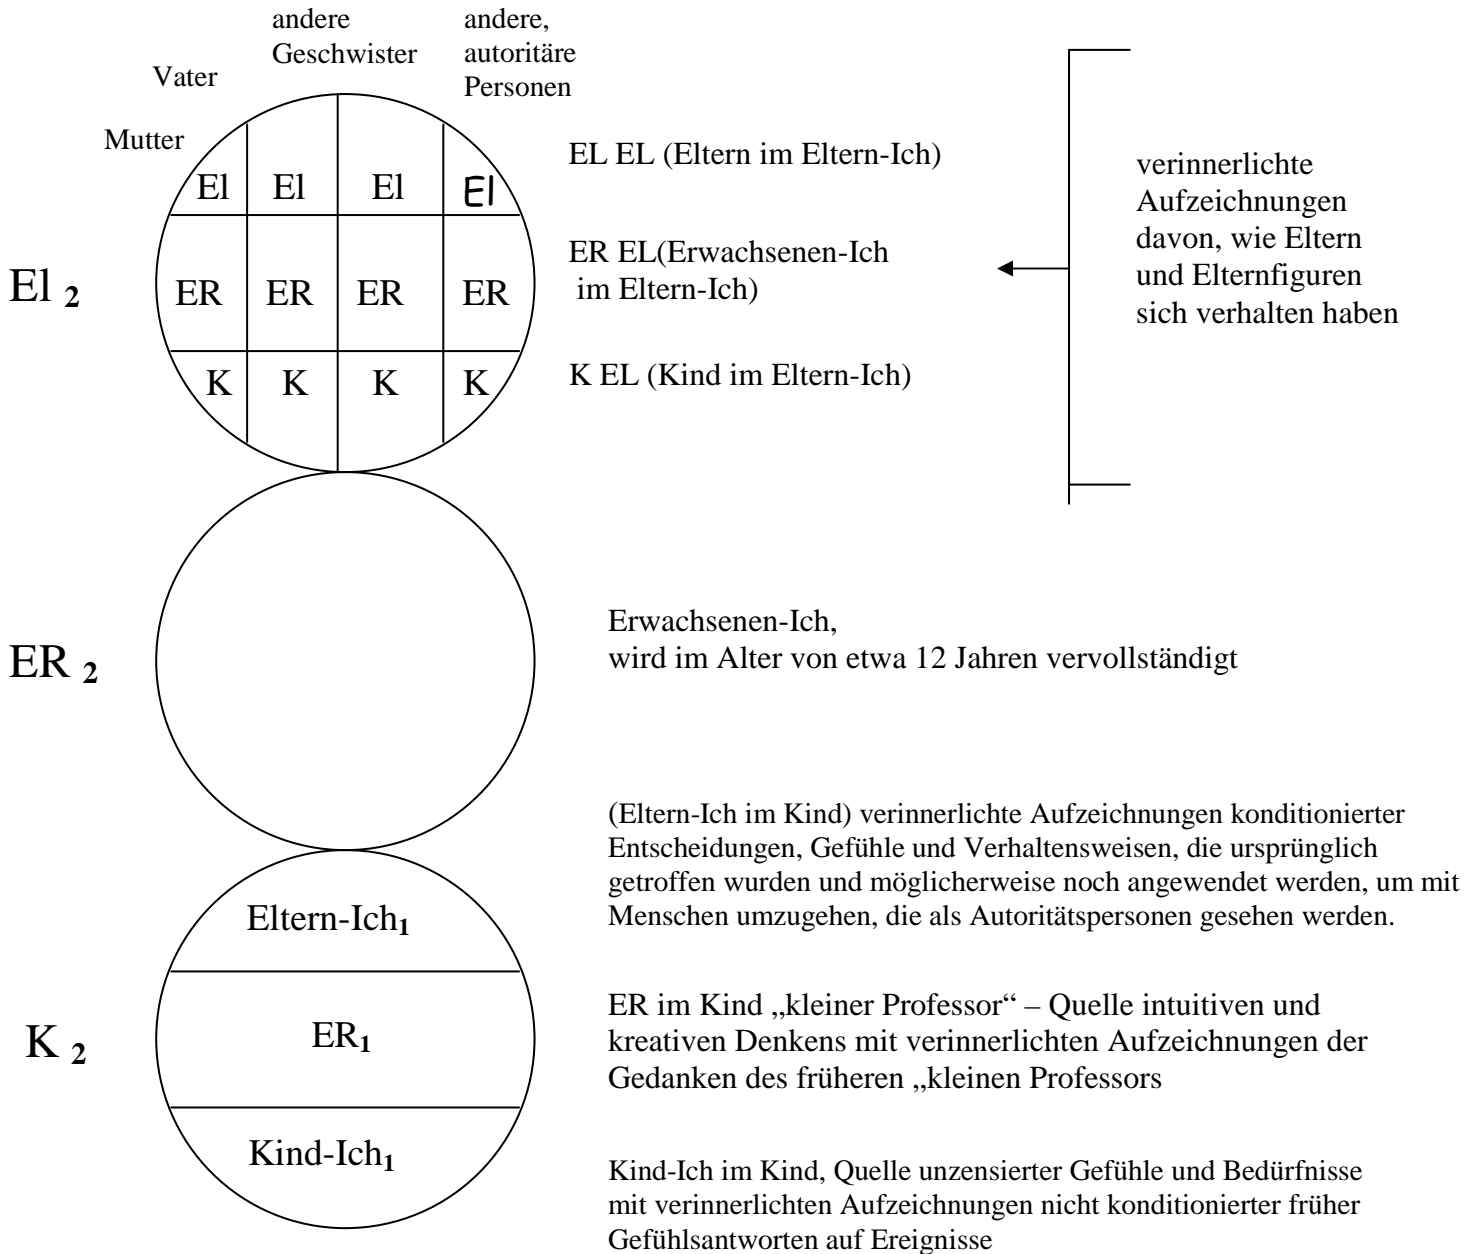 andere
Geschwister
andere,
autoritäre
Personen
Vater
Mutter
EL EL (Eltern im Eltern-Ich)
El El El El
verinnerlichte
Aufzeichnungen
davon, wie Eltern
und Elternfiguren
sich verhalten haben
El 2
ER ER ER ER
ER EL(Erwachsenen-Ich
im Eltern-Ich)
K K K K
K EL (Kind im Eltern-Ich)
ER 2
Erwachsenen-Ich,
wird im Alter von etwa 12 Jahren vervollständigt
Eltern-Ich1
(Eltern-Ich im Kind) verinnerlichte Aufzeichnungen konditionierter
Entscheidungen, Gefühle und Verhaltensweisen, die ursprünglich
getroffen wurden und möglicherweise noch angewendet werden, um mit
Menschen umzugehen, die als Autoritätspersonen gesehen werden.
K 2
ER1
ER im Kind „kleiner Professor“ – Quelle intuitiven und
kreativen Denkens mit verinnerlichten Aufzeichnungen der
Gedanken des früheren „kleinen Professors
Kind-Ich1
Kind-Ich im Kind, Quelle unzensierter Gefühle und Bedürfnisse
mit verinnerlichten Aufzeichnungen nicht konditionierter früher
Gefühlsantworten auf Ereignisse